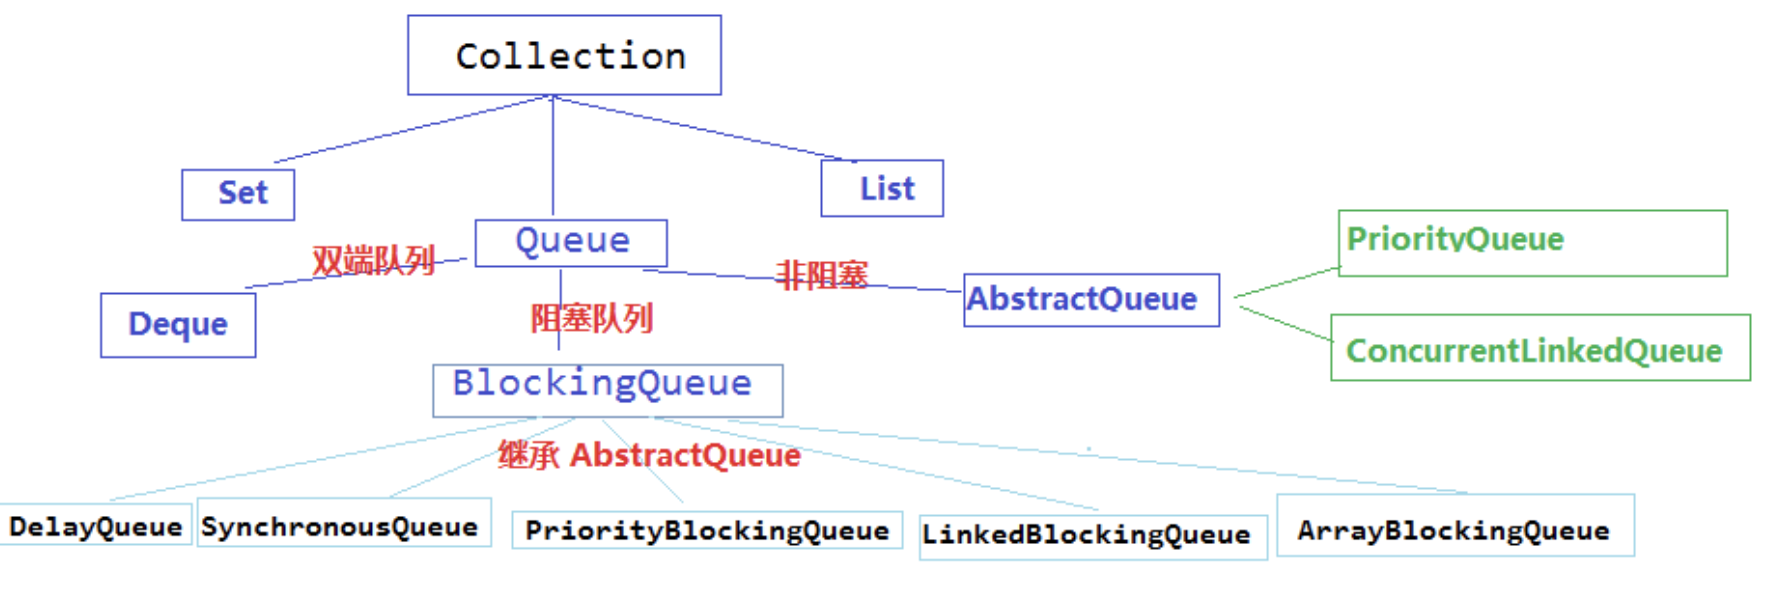 Collection
Set
List
Queue
PriorityQueue
双端队列
非阻塞
AbstractQueue
Deque
阻塞队列
ConcurrentLinkedQueue
BlockingQueue
继承 AbstractQueue
DelayQueue
SynchronousQueue
PriorityBlockingQueue
LinkedBlockingQueue
ArrayBlockingQueue